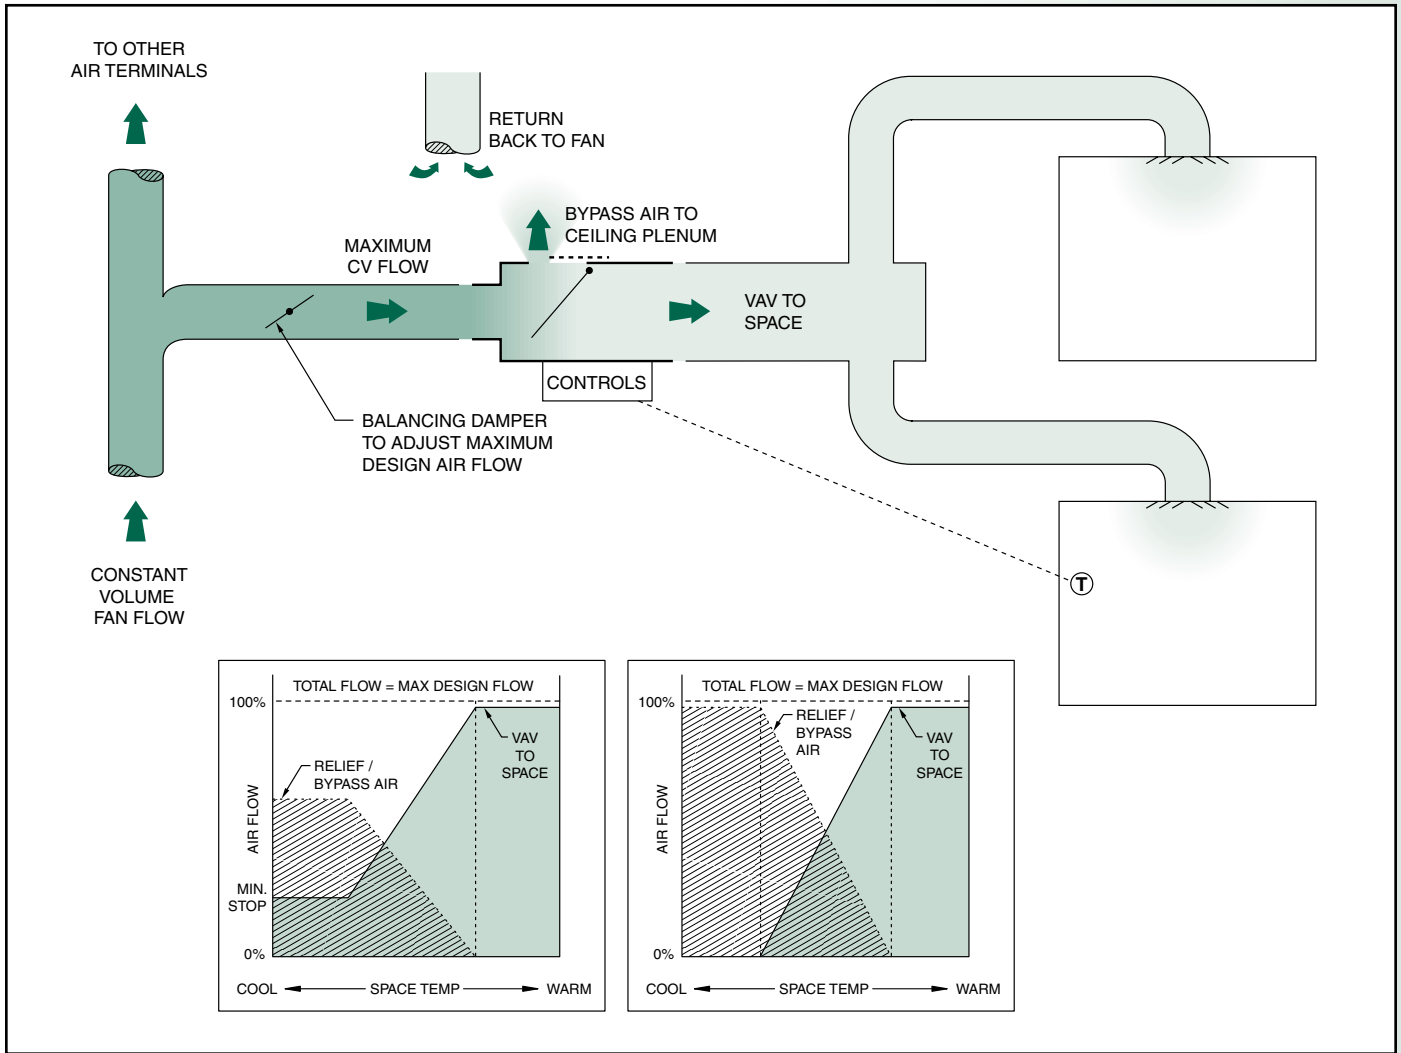 TO OTHER
AIR TERMINALS
RETURN
BACK TO FAN
BYPASS AIR TO
CEILING PLENUM
MAXIMUM
CV FLOW
VAV TO
SPACE
CONTROLS
BALANCING DAMPER
TO ADJUST MAXIMUM
DESIGN AIR FLOW
CONSTANT
VOLUME
FAN FLOW
T
TOTAL FLOW = MAX DESIGN FLOW
100%
VAV
TO
SPACE
RELIEF /
BYPASS AIR
AIR FLOW
MIN.
STOP
0%
COOL SPACE TEMP WARM
TOTAL FLOW = MAX DESIGN FLOW
100%
RELIEF /
BYPASS
AIR
VAV
TO
SPACE
AIR FLOW
0%
COOL SPACE TEMP WARM